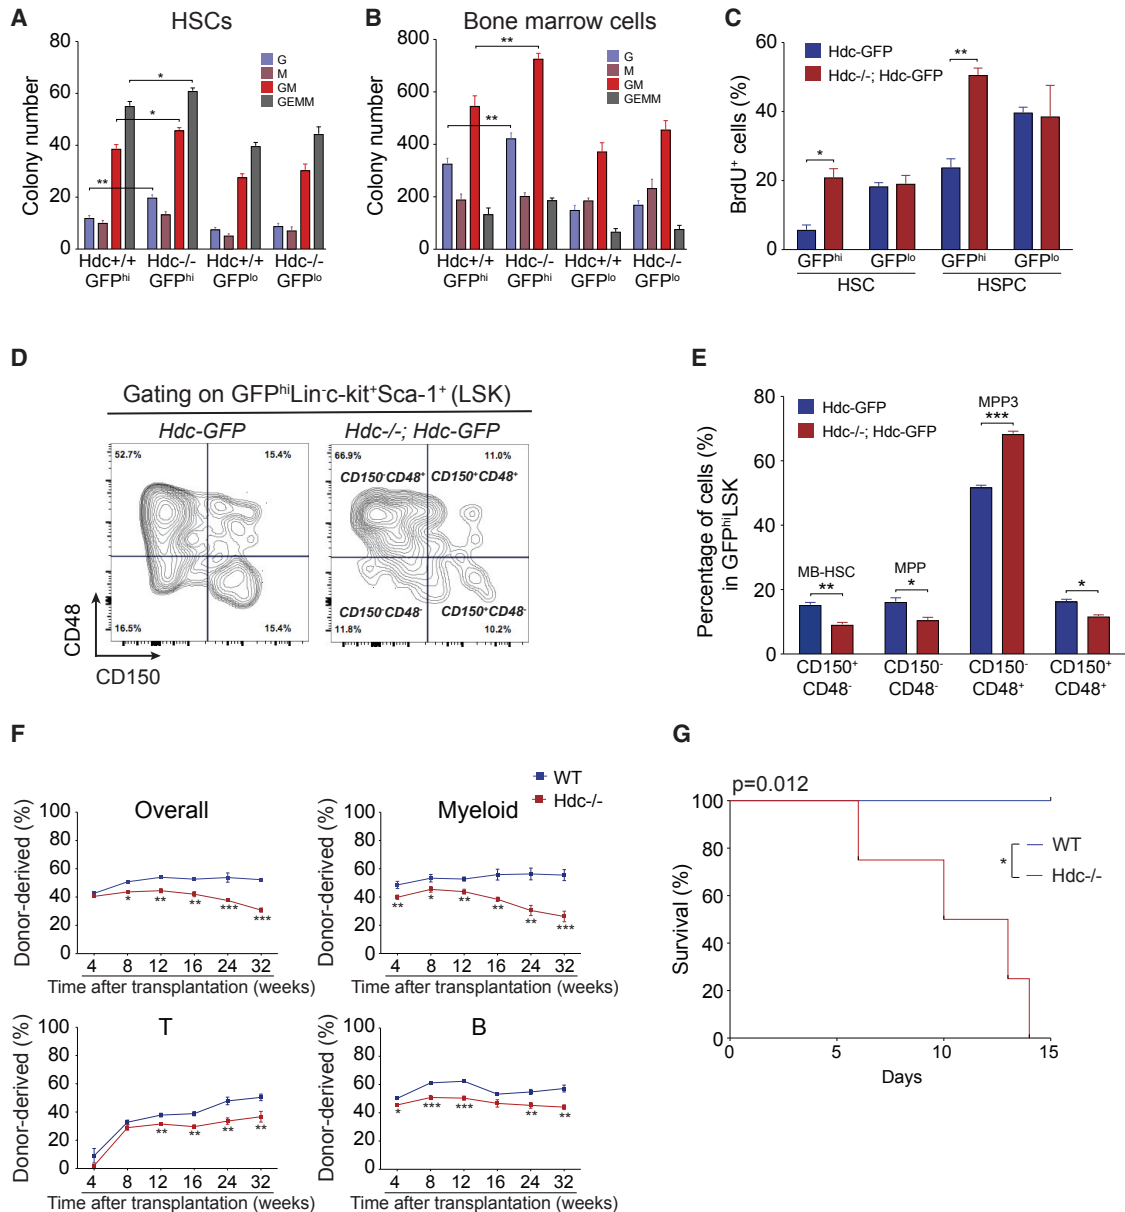 A
HSCs
Colony number
80
60
40
20
0
G
M
GM
GEMM
**
*
*
Hdc+/+ Hdc-/- Hdc+/+ Hdc-/-
GFPhi GFPhi GFPlo GFPlo
B
Bone marrow cells
Colony number
800
600
400
200
0
G
M
GM
GEMM
**
**
Hdc+/+ Hdc-/- Hdc+/+ Hdc-/-
GFPhi GFPhi GFPlo GFPlo
C
BrdU+ cells (%)
60
40
20
0
Hdc-GFP
Hdc-/-; Hdc-GFP
*
**
GFPhi GFPlo GFPhi GFPlo
HSC HSPC
D
Gating on GFPhiLin-c-kit+Sca-1+ (LSK)
Hdc-GFP Hdc-/-; Hdc-GFP
52.7% 15.4%
16.5% 15.4%
66.9% 11.0%
CD150-CD48+ CD150+CD48+
CD150-CD48- CD150+CD48-
11.8% 10.2%
CD48
CD150
E
Percentage of cells (%)
in GFPhiLSK
80
60
40
20
0
Hdc-GFP
Hdc-/-; Hdc-GFP
MB-HSC
**
MPP
*
MPP3
***
*
CD150+ CD150- CD150- CD150+
CD48- CD48- CD48+ CD48+
F
WT
Hdc-/-
Overall
Donor-derived (%)
100
80
60
40
20
0
* ** ** *** ***
4 8 12 16 24 32
Time after transplantation (weeks)
Myeloid
Donor-derived (%)
100
80
60
40
20
0
** * ** ** ** ***
4 8 12 16 24 32
Time after transplantation (weeks)
T
Donor-derived (%)
100
80
60
40
20
0
** ** ** **
4 8 12 16 24 32
Time after transplantation (weeks)
B
Donor-derived (%)
100
80
60
40
20
0
* *** *** ** **
4 8 12 16 24 32
Time after transplantation (weeks)
G
p=0.012
Survival (%)
100
80
60
40
20
0
WT
* Hdc-/-
0 5 10 15
Days